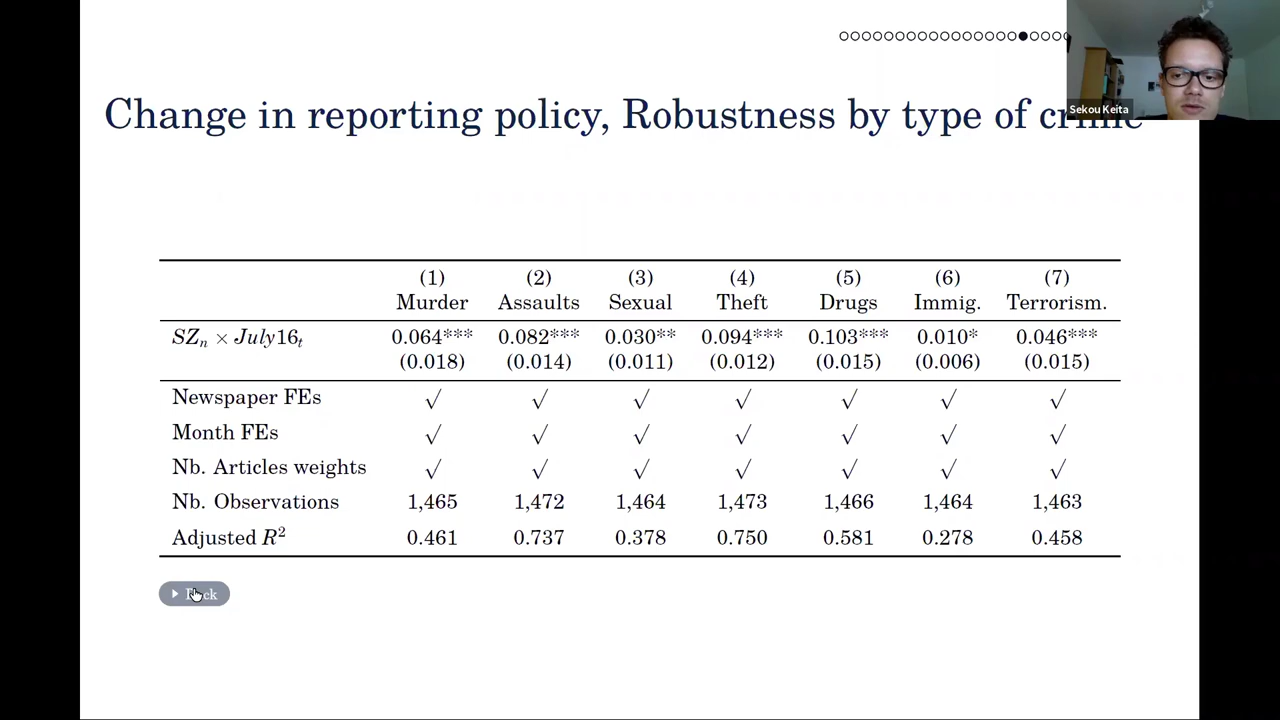 Sekou Keita
Change in reporting policy, Robustness by type of crime
(1) (2) (3) (4) (5) (6) (7)
Murder Assaults Sexual Theft Drugs Immig. Terrorism.
SZₙ × July16ₜ 0.064*** 0.082*** 0.030** 0.094*** 0.103*** 0.010* 0.046***
(0.018) (0.014) (0.011) (0.012) (0.015) (0.006) (0.015)
Newspaper FEs ✓ ✓ ✓ ✓ ✓ ✓ ✓
Month FEs ✓ ✓ ✓ ✓ ✓ ✓ ✓
Nb. Articles weights ✓ ✓ ✓ ✓ ✓ ✓ ✓
Nb. Observations 1,465 1,472 1,464 1,473 1,466 1,464 1,463
Adjusted R² 0.461 0.737 0.378 0.750 0.581 0.278 0.458
Back